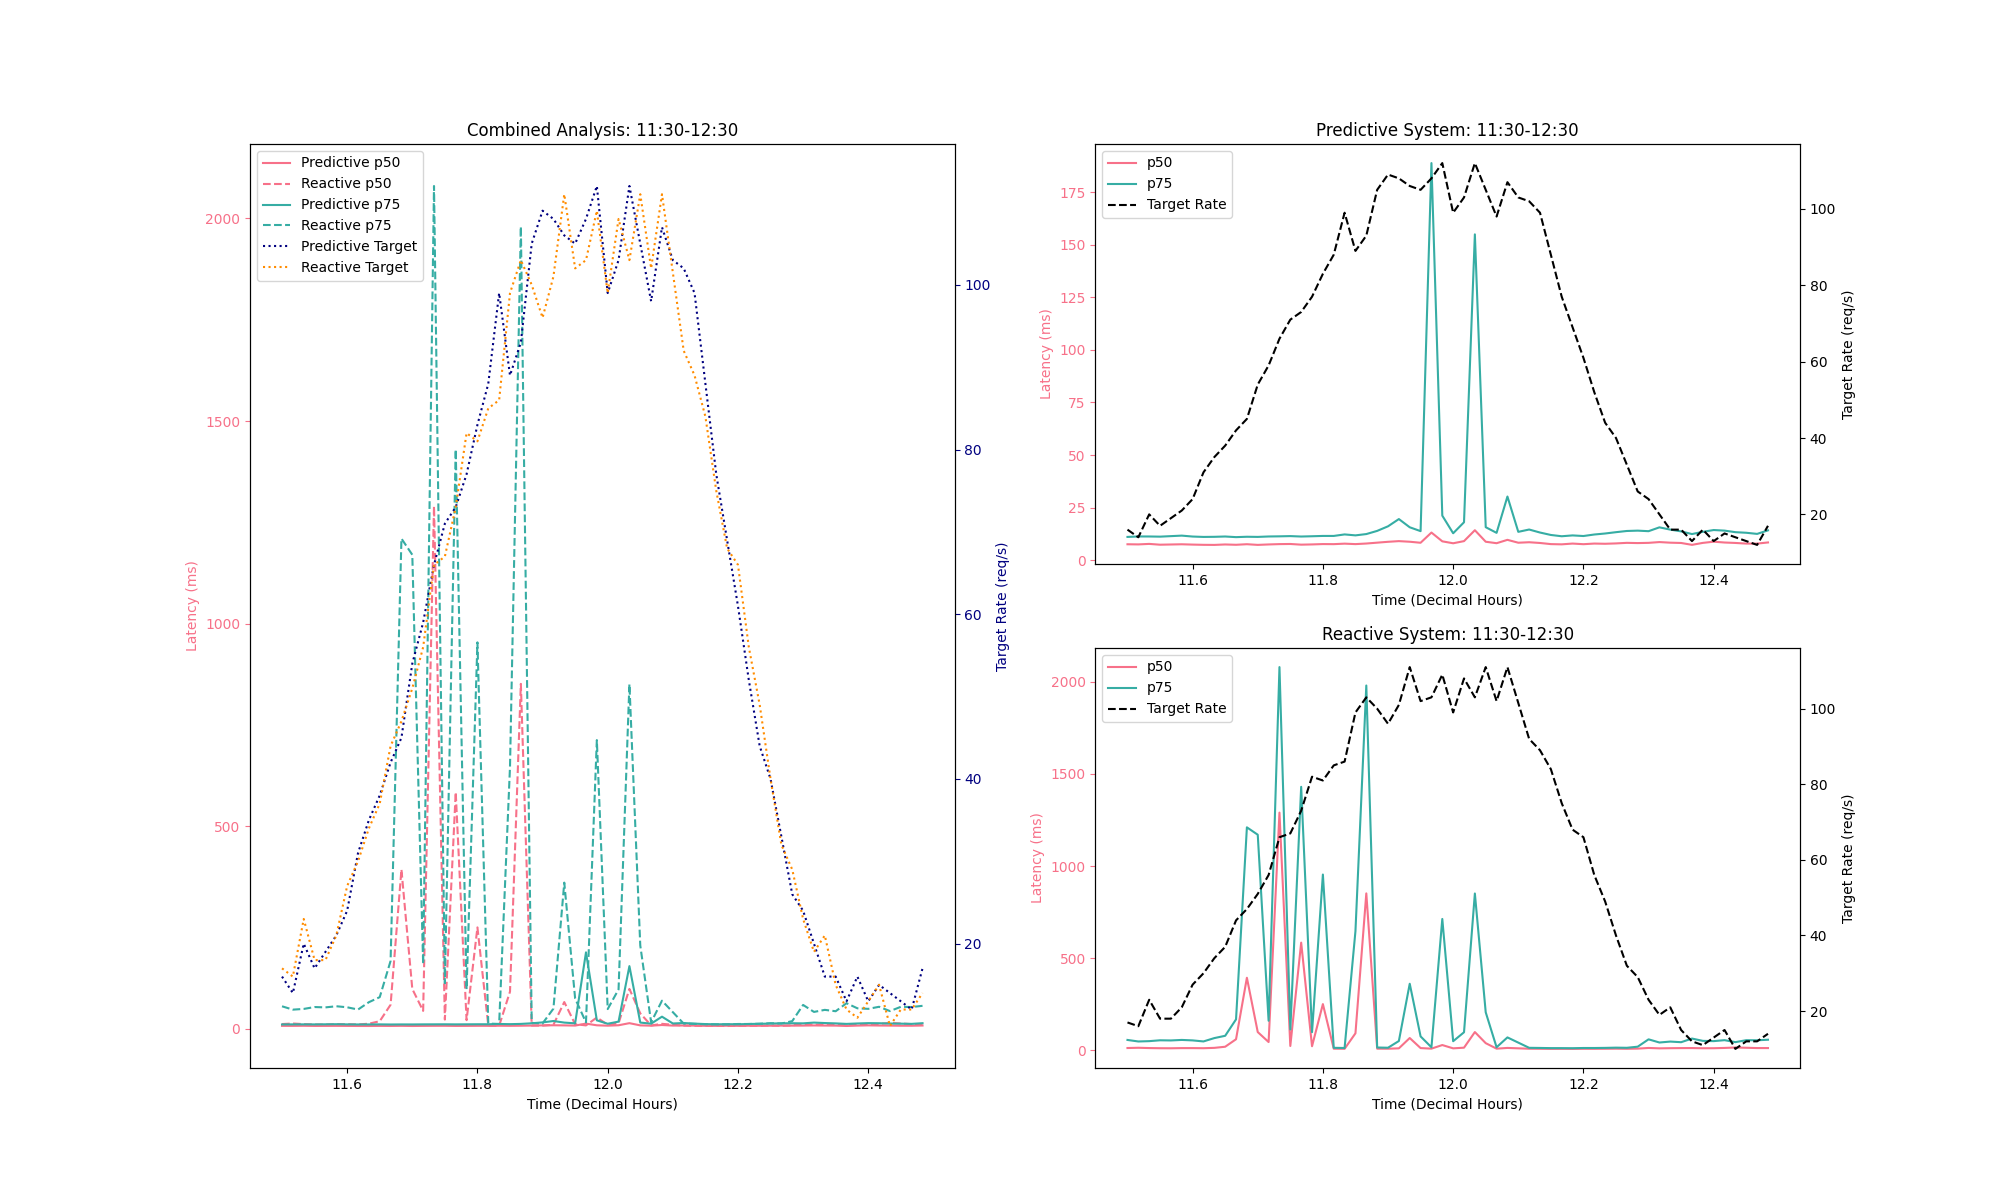 Combined Analysis: 11:30-12:30
Predictive p50
Reactive p50
Predictive p75
Reactive p75
Predictive Target
Reactive Target
2000
1500
1000
500
0
Latency (ms)
100
80
60
40
20
Target Rate (req/s)
11.6 11.8 12.0 12.2 12.4
Time (Decimal Hours)
Predictive System: 11:30-12:30
p50
p75
Target Rate
175
150
125
100
75
50
25
0
Latency (ms)
100
80
60
40
20
Target Rate (req/s)
11.6 11.8 12.0 12.2 12.4
Time (Decimal Hours)
Reactive System: 11:30-12:30
p50
p75
Target Rate
2000
1500
1000
500
0
Latency (ms)
100
80
60
40
20
Target Rate (req/s)
11.6 11.8 12.0 12.2 12.4
Time (Decimal Hours)